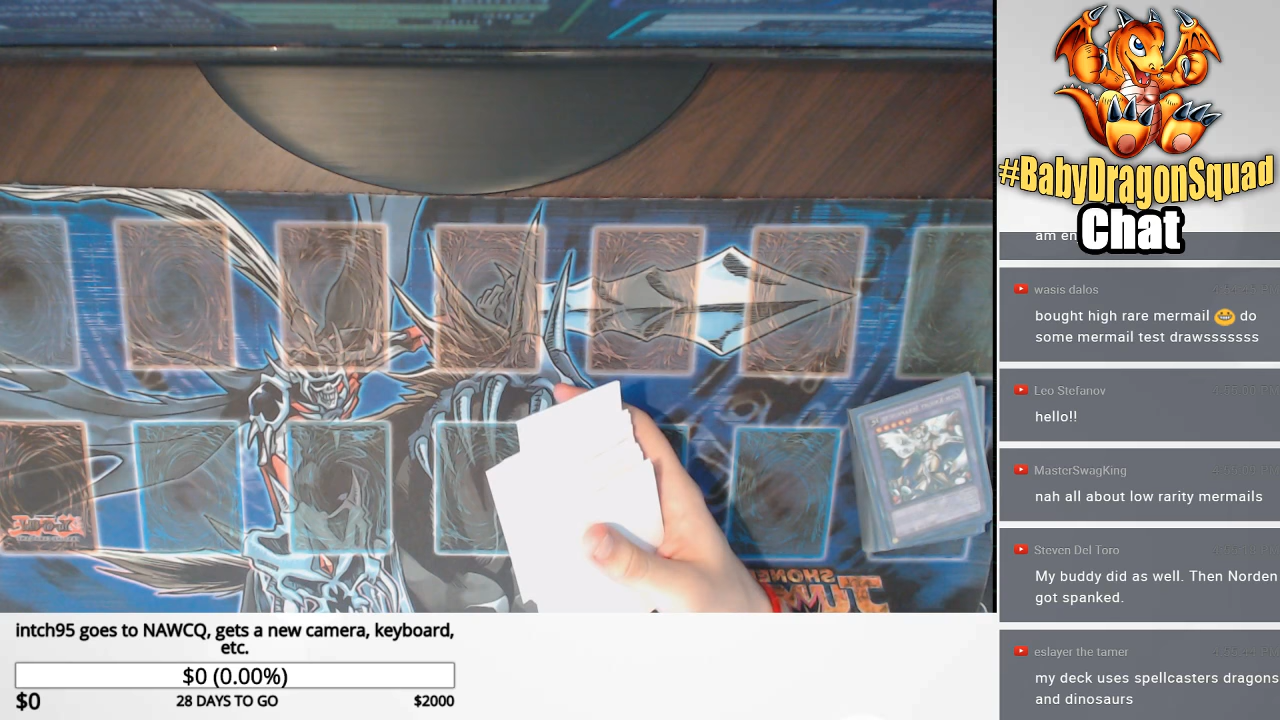 #BabyDragonSquad
Chat
am en
wasis dalos
bought high rare mermail 😁 do
some mermail test drawsssssss
Leo Stefanov
hello!!
MasterSwagKing
nah all about low rarity mermails
Steven Del Toro
My buddy did as well. Then Norden
got spanked.
eslayer the tamer
my deck uses spellcasters dragons
and dinosaurs
intch95 goes to NAWCQ, gets a new camera, keyboard,
etc.
$0 (0.00%)
$0 28 DAYS TO GO $2000